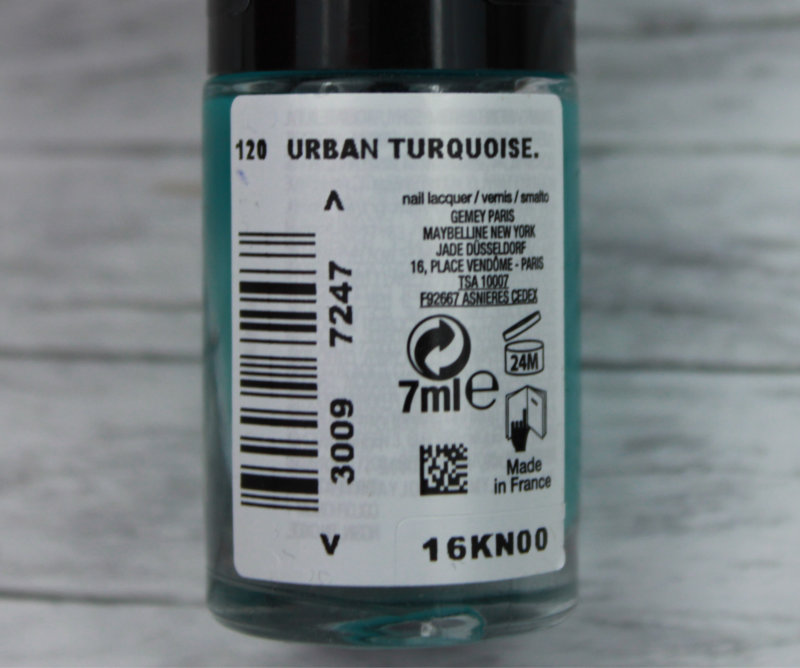 120 URBAN TURQUOISE.
nail lacquer / vernis / smalto
GEMEY PARIS
MAYBELLINE NEW YORK
JADE DÜSSELDORF
16, PLACE VENDÔME - PARIS
TSA 10007
F92667 ASNIERES CEDEX
< 3009 7247 >
24M
7ml e
Made
in France
16KN00